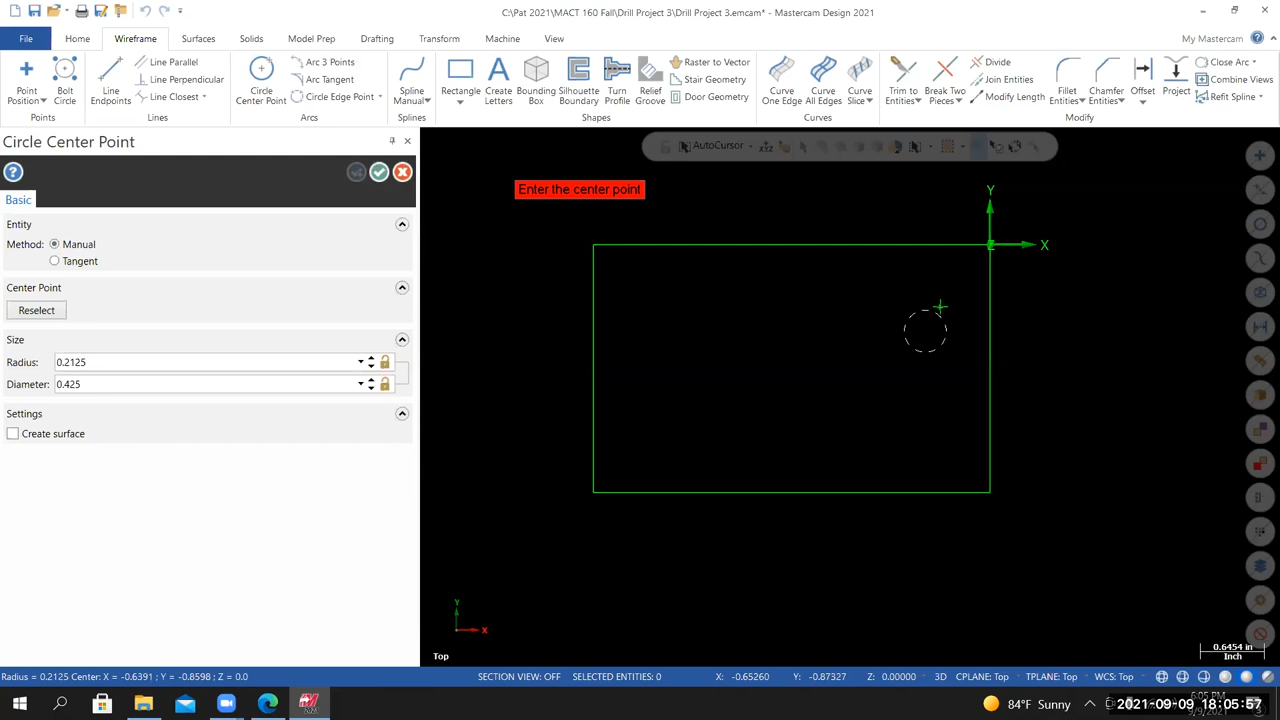 C:\Pat 2021\MACT 160 Fall\Drill Project 3\Drill Project 3.emcam* - Mastercam Design 2021
File Home Wireframe Surfaces Solids Model Prep Drafting Transform Machine View My Mastercam
Point Position
Bolt Circle
Points
Line Endpoints
Line Parallel
Line Perpendicular
Line Closest
Lines
Circle Center Point
Arc 3 Points
Arc Tangent
Circle Edge Point
Arcs
Spline Manual
Splines
Rectangle
Create Letters
Bounding Box
Silhouette Boundary
Turn Profile
Relief Groove
Raster to Vector
Stair Geometry
Door Geometry
Shapes
Curve One Edge
Curve All Edges
Curve Slice
Curves
Trim to Entities
Break Two Pieces
Divide
Join Entities
Modify Length
Fillet Entities
Chamfer Entities
Offset
Project
Close Arc
Combine Views
Refit Spline
Modify
Circle Center Point
Basic
Entity
Method: Manual
Tangent
Center Point
Reselect
Size
Radius: 0.2125
Diameter: 0.425
Settings
Create surface
AutoCursor
Enter the center point
Y
X
Z
Y
X
Top
0.6454 in
Inch
Radius = 0.2125 Center: X = -0.6391 ; Y = -0.8598 ; Z = 0.0
SECTION VIEW: OFF SELECTED ENTITIES: 0 X: -0.65260 Y: -0.87327 Z: 0.00000 3D CPLANE: Top TPLANE: Top WCS: Top
84°F Sunny
6:05 PM
9/9/2021
2021-09-09 18:05:57